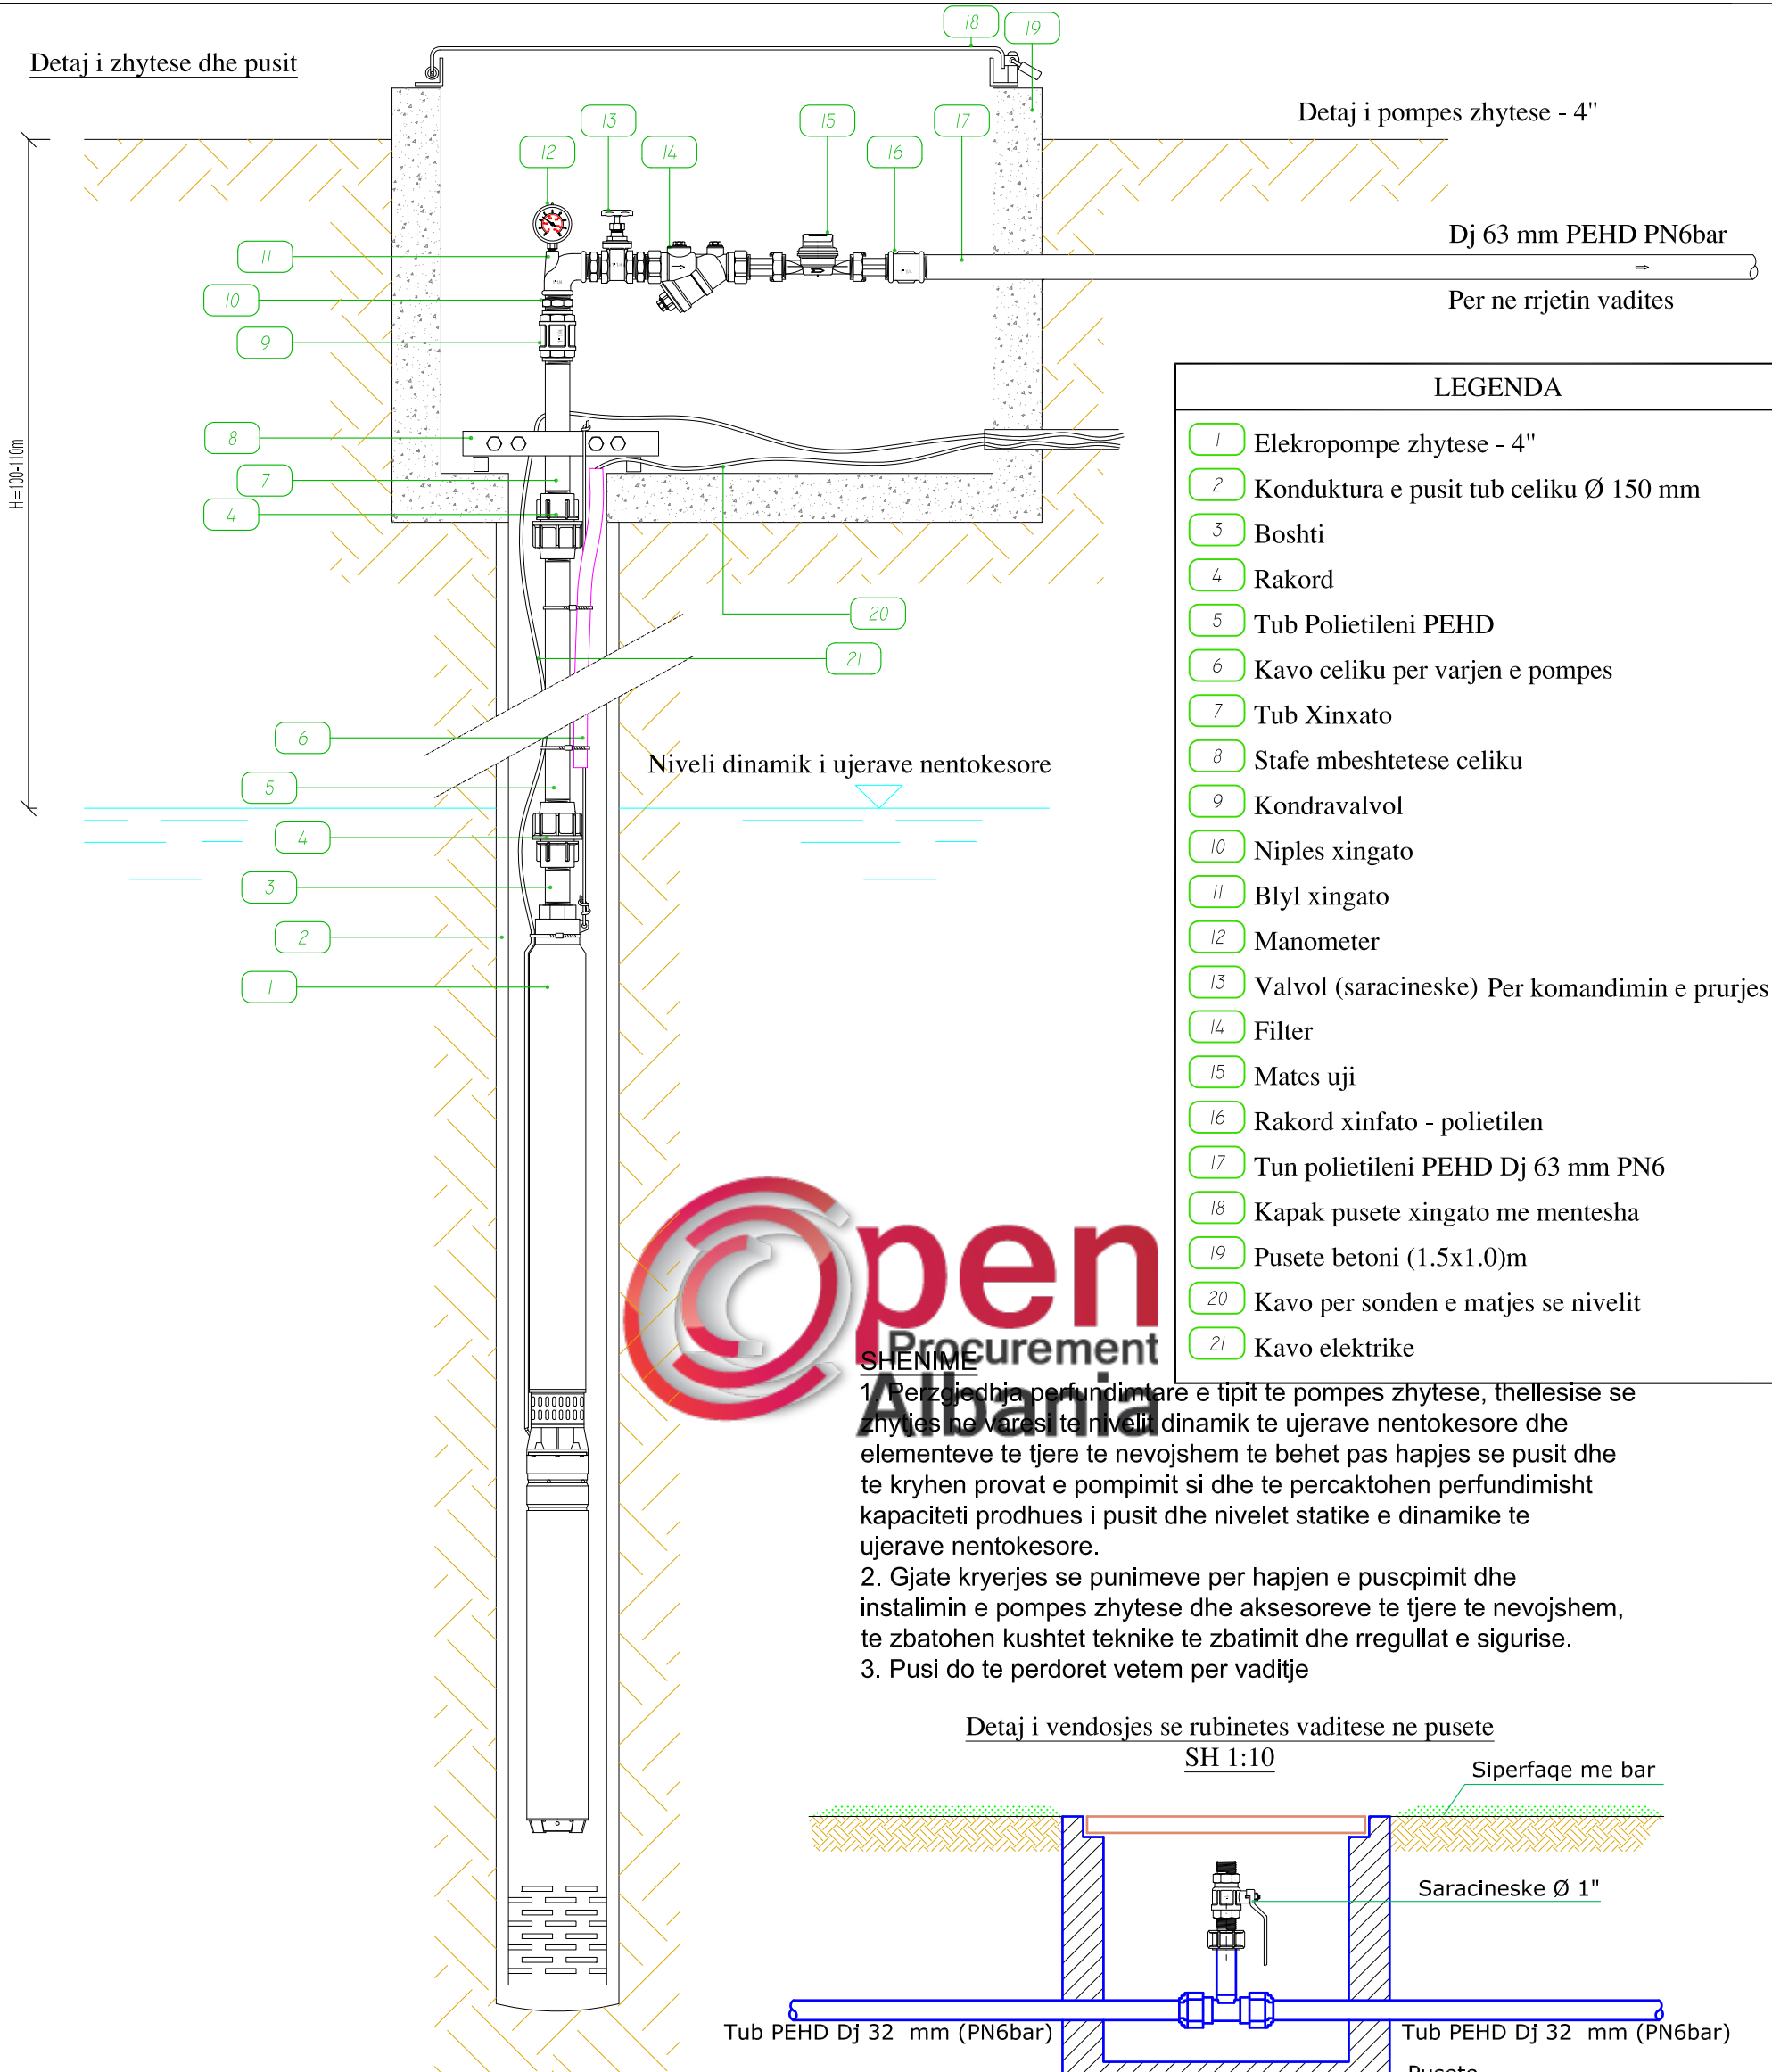 Detaj i zhytese dhe pusit
18
19
Detaj i pompes zhytese - 4"
13
15
17
12
14
16
11
10
9
8
7
4
Dj 63 mm PEHD PN6bar
Per ne rrjetin vadites
H=100-110m
20
21
6
5
4
3
2
1
Niveli dinamik i ujerave nentokesore
LEGENDA
1 Elekropompe zhytese - 4"
2 Konduktura e pusit tub celiku Ø 150 mm
3 Boshti
4 Rakord
5 Tub Polietileni PEHD
6 Kavo celiku per varjen e pompes
7 Tub Xinxato
8 Stafe mbeshtetese celiku
9 Kondravalvol
10 Niples xingato
11 Blyl xingato
12 Manometer
13 Valvol (saracineske) Per komandimin e prurjes
14 Filter
15 Mates uji
16 Rakord xinfato - polietilen
17 Tun polietileni PEHD Dj 63 mm PN6
18 Kapak pusete xingato me mentesha
19 Pusete betoni (1.5x1.0)m
20 Kavo per sonden e matjes se nivelit
21 Kavo elektrike
Open
Procurement
Albania
SHENIME
1. Perzgjedhja perfundimtare e tipit te pompes zhytese, thellesise se
zhytjes ne varesi te nivelit dinamik te ujerave nentokesore dhe
elementeve te tjere te nevojshem te behet pas hapjes se pusit dhe
te kryhen provat e pompimit si dhe te percaktohen perfundimisht
kapaciteti prodhues i pusit dhe nivelet statike e dinamike te
ujerave nentokesore.
2. Gjate kryerjes se punimeve per hapjen e puscpimit dhe
instalimin e pompes zhytese dhe aksesoreve te tjere te nevojshem,
te zbatohen kushtet teknike te zbatimit dhe rregullat e sigurise.
3. Pusi do te perdoret vetem per vaditje
Detaj i vendosjes se rubinetes vaditese ne pusete
SH 1:10
Siperfaqe me bar
Saracineske Ø 1"
Tub PEHD Dj 32 mm (PN6bar)
Tub PEHD Dj 32 mm (PN6bar)
Pusete